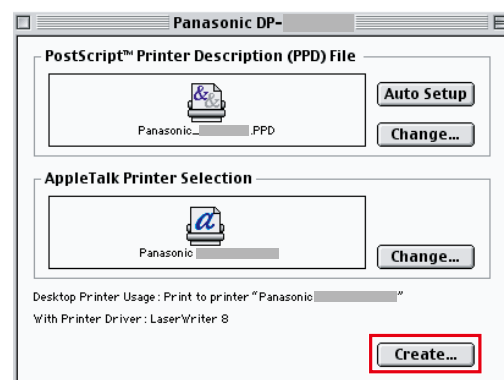 Panasonic DP-
PostScript™ Printer Description (PPD) File
Auto Setup
Panasonic_ .PPD
Change...
AppleTalk Printer Selection
Panasonic
Change...
Desktop Printer Usage: Print to printer “Panasonic ”
With Printer Driver: LaserWriter 8
Create...